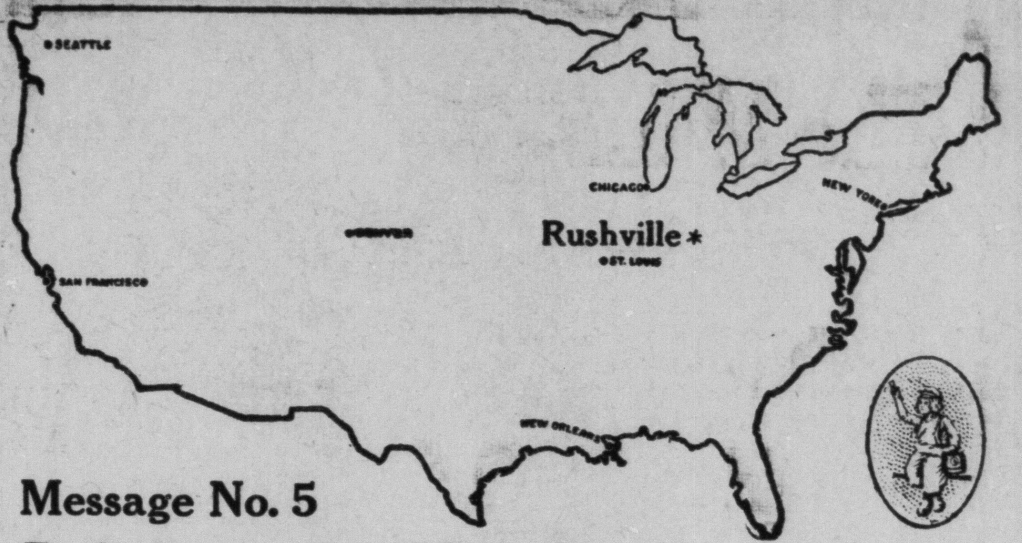 SEATTLE
CHICAGO
NEW YORK
DENVER
Rushville *
ST. LOUIS
SAN FRANCISCO
NEW ORLEANS
Message No. 5